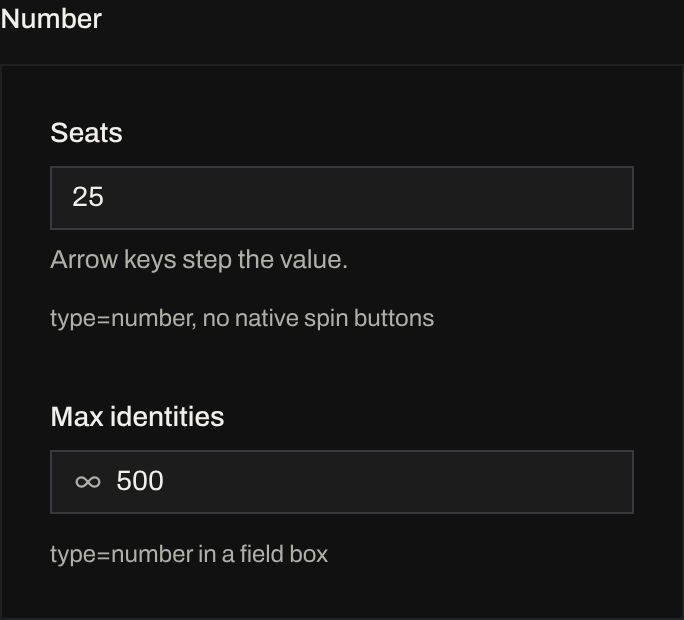 Number
Seats
25
Arrow keys step the value.
type=number, no native spin buttons
Max identities
∞ 500
type=number in a field box